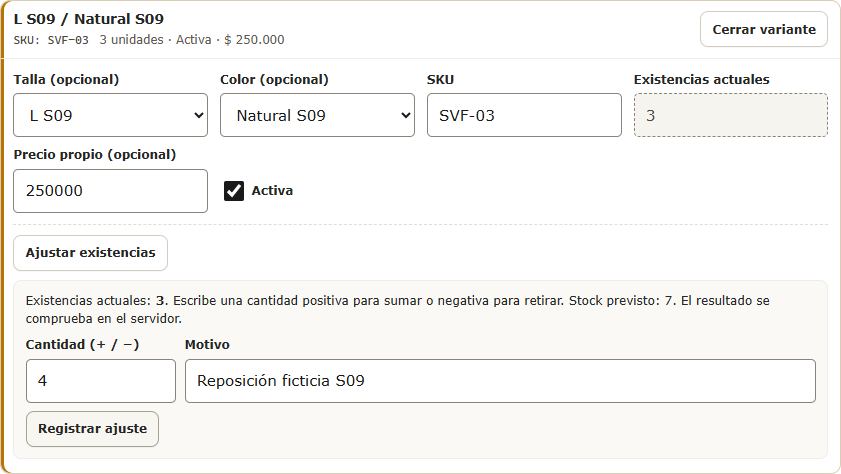 L S09 / Natural S09
SKU: SVF-03 3 unidades · Activa · $ 250.000
Cerrar variante
Talla (opcional)
Color (opcional)
SKU
Existencias actuales
L S09
Natural S09
SVF-03
3
Precio propio (opcional)
250000
Activa
Ajustar existencias
Existencias actuales: 3. Escribe una cantidad positiva para sumar o negativa para retirar. Stock previsto: 7. El resultado se
comprueba en el servidor.
Cantidad (+ / −)
Motivo
4
Reposición ficticia S09
Registrar ajuste